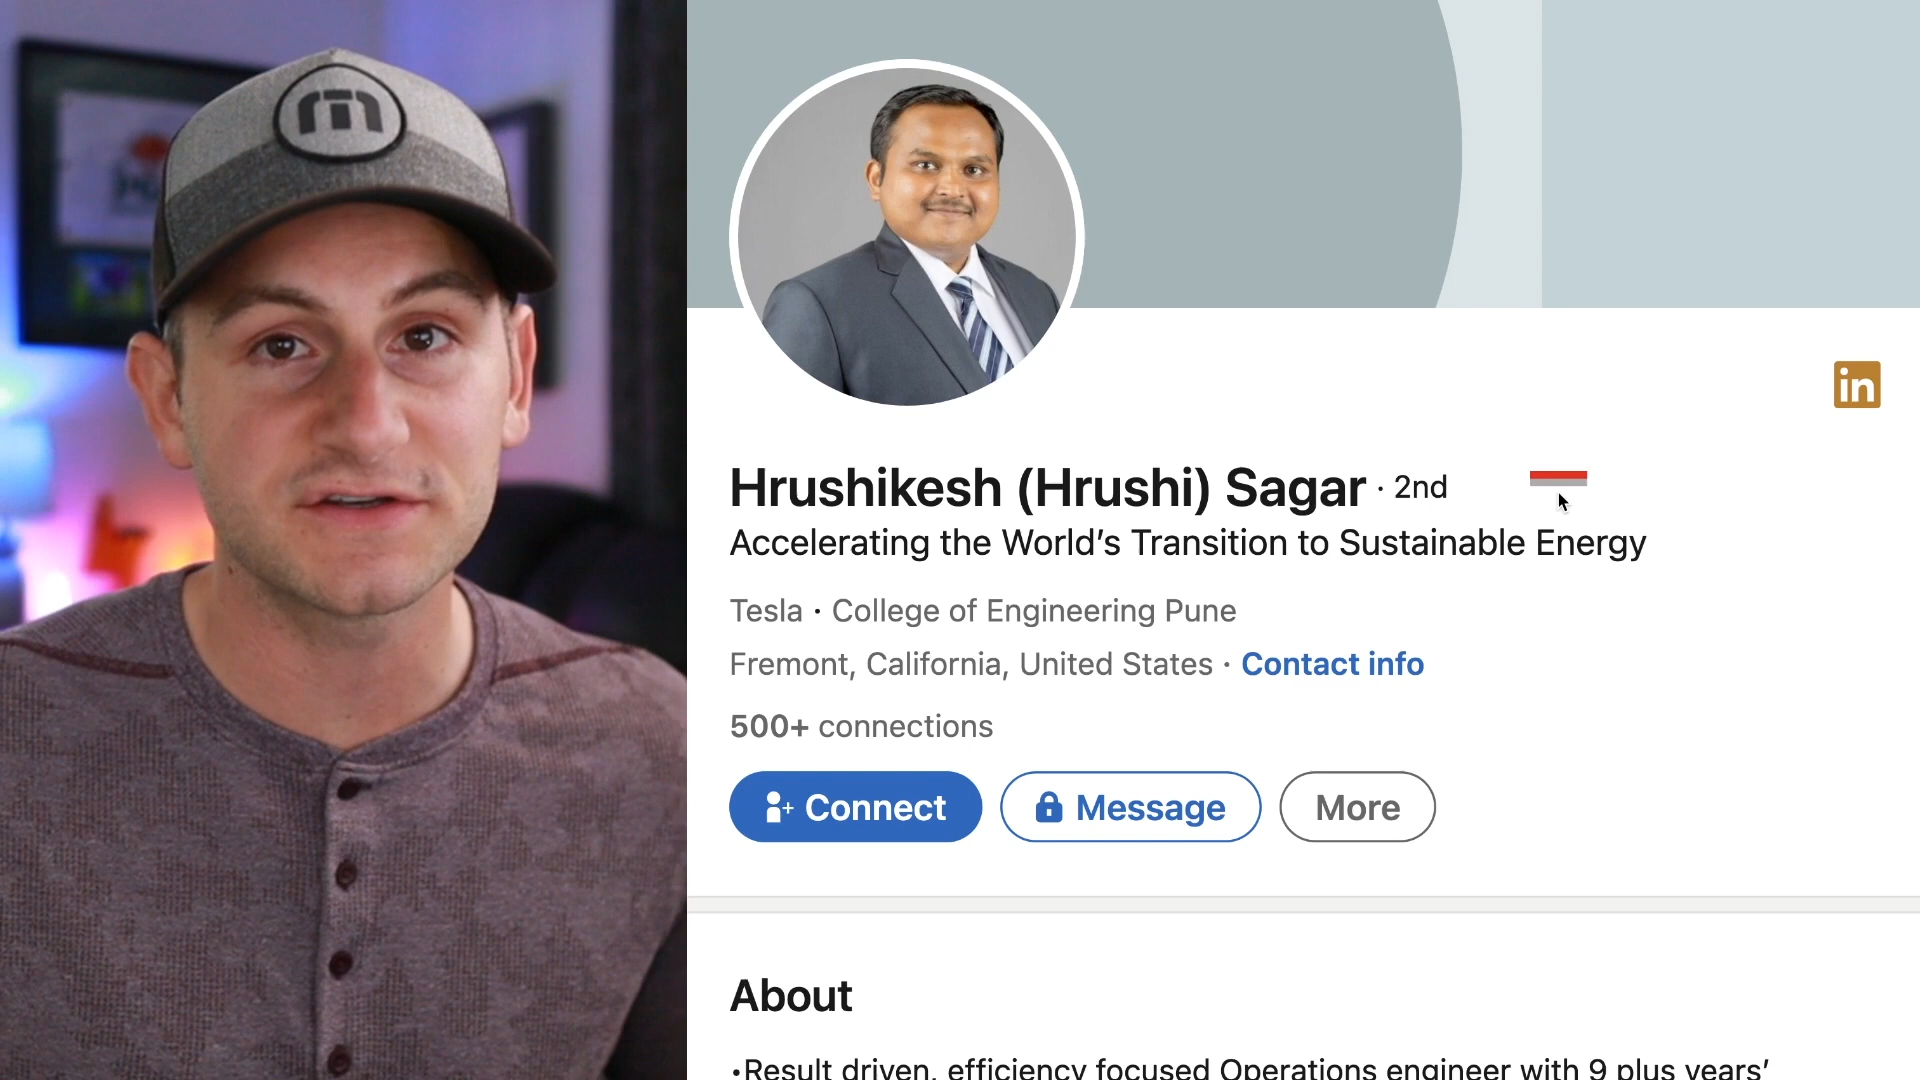 in
Hrushikesh (Hrushi) Sagar · 2nd
Accelerating the World’s Transition to Sustainable Energy
Tesla · College of Engineering Pune
Fremont, California, United States · Contact info
500+ connections
Connect
Message
More
About
•Result driven, efficiency focused Operations engineer with 9 plus years’